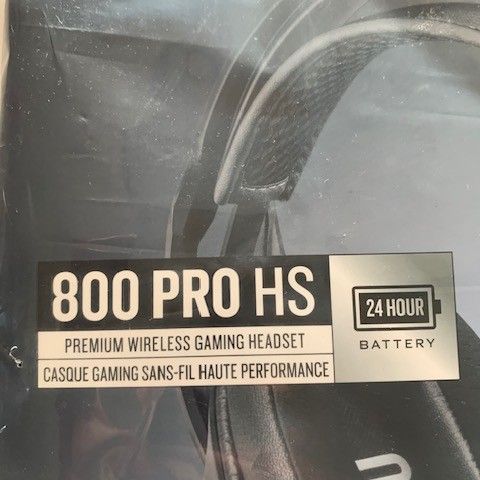 800 PRO HS
PREMIUM WIRELESS GAMING HEADSET
CASQUE GAMING SANS-FIL HAUTE PERFORMANCE
24 HOUR
BATTERY